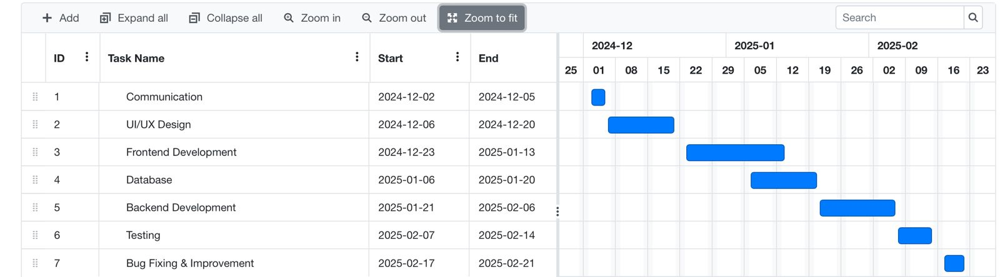 Add Expand all Collapse all Zoom in Zoom out Zoom to fit Search
2024-12 2025-01 2025-02
ID Task Name Start End
25 01 08 15 22 29 05 12 19 26 02 09 16 23
1 Communication 2024-12-02 2024-12-05
2 UI/UX Design 2024-12-06 2024-12-20
3 Frontend Development 2024-12-23 2025-01-13
4 Database 2025-01-06 2025-01-20
5 Backend Development 2025-01-21 2025-02-06
6 Testing 2025-02-07 2025-02-14
7 Bug Fixing & Improvement 2025-02-17 2025-02-21